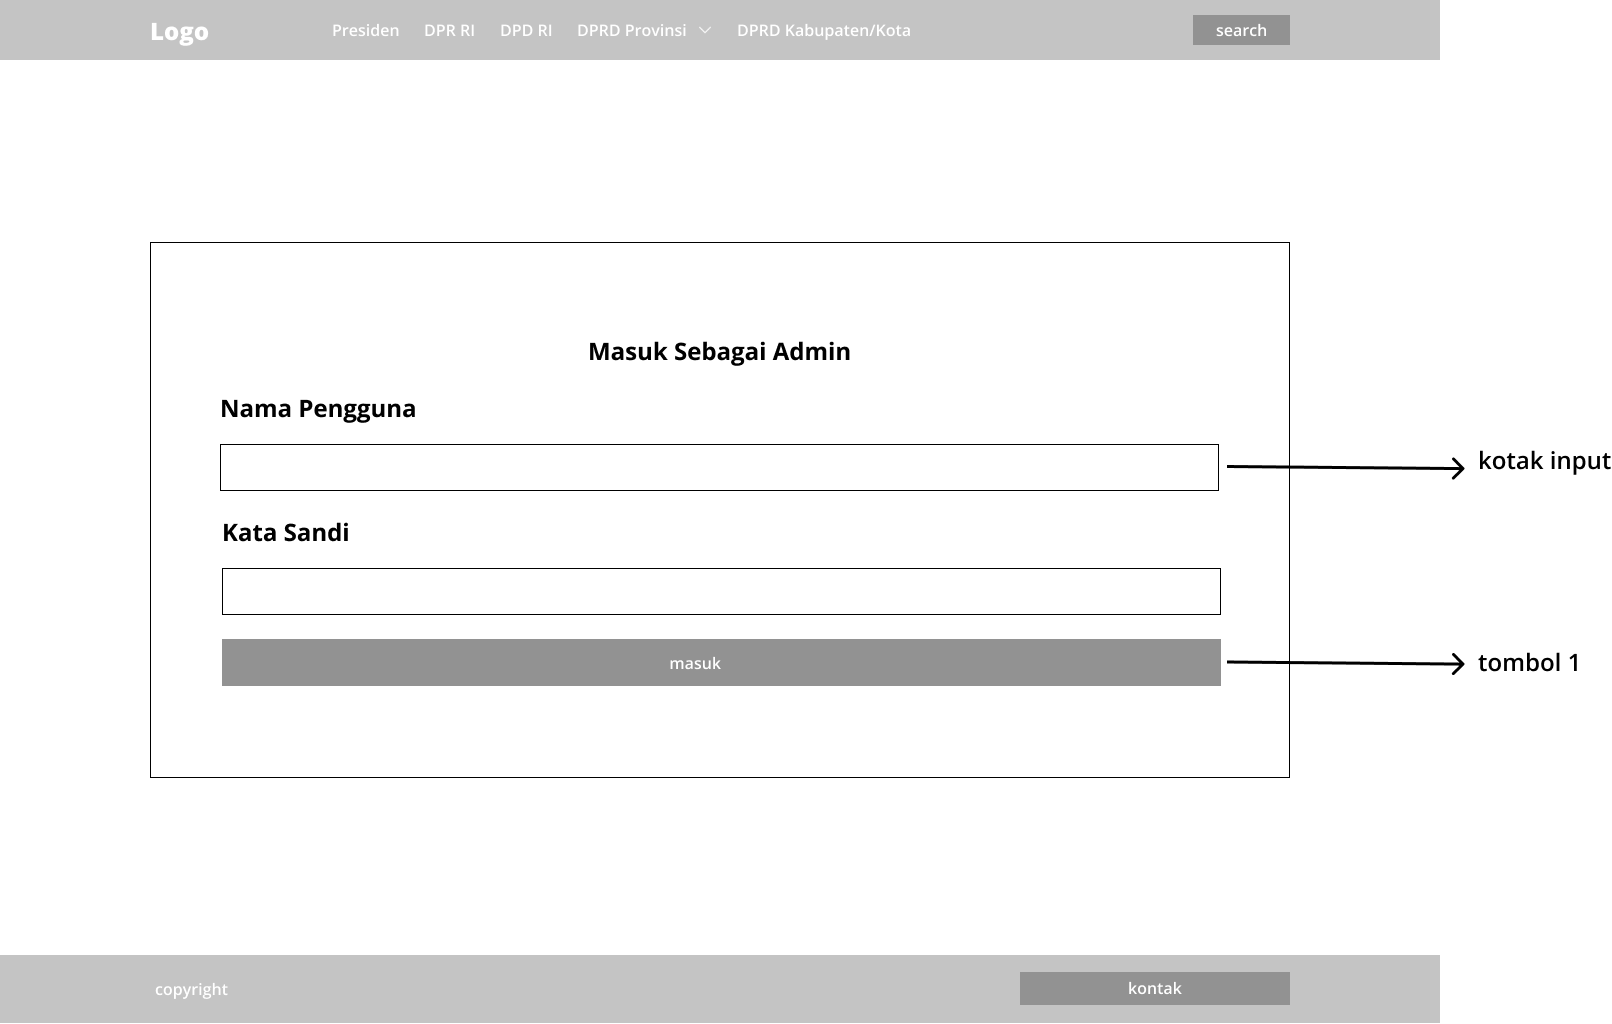 Logo
Presiden
DPR RI
DPD RI
DPRD Provinsi
DPRD Kabupaten/Kota
search
Masuk Sebagai Admin
Nama Pengguna
kotak input
Kata Sandi
masuk
tombol 1
copyright
kontak